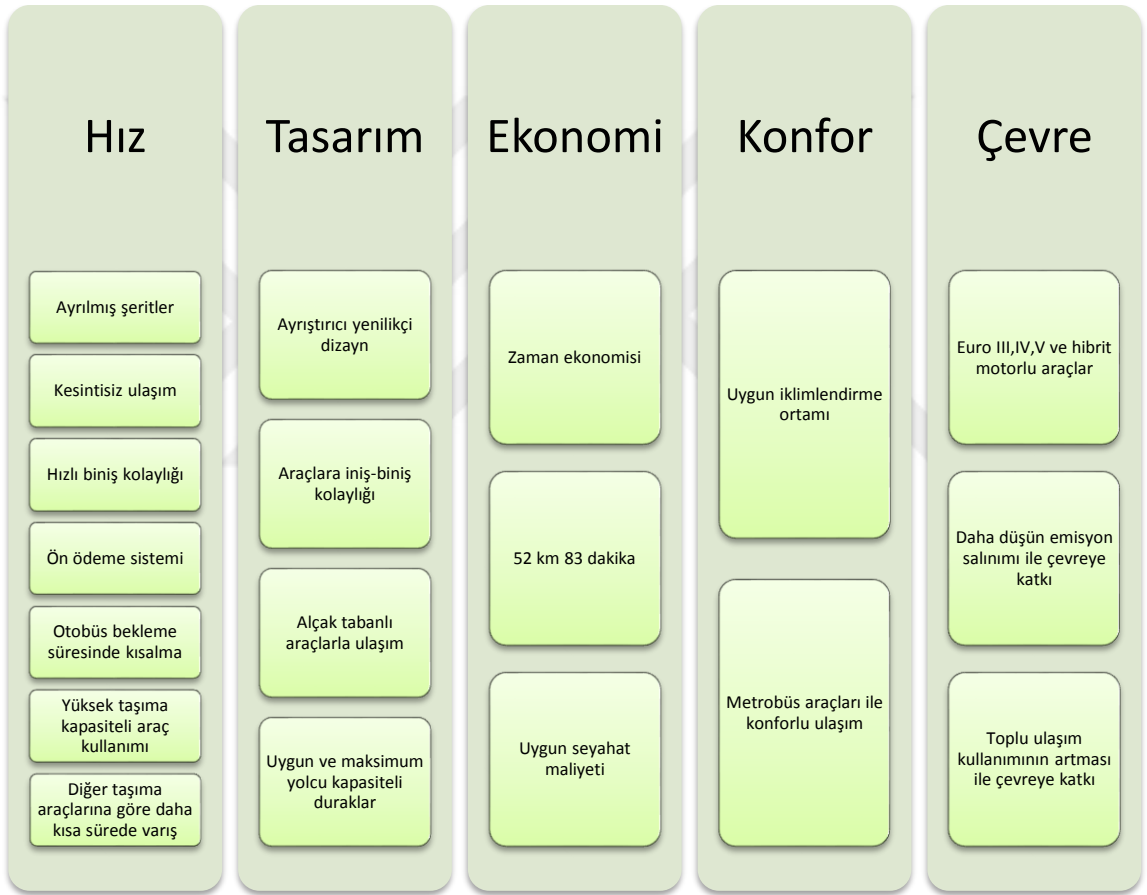 Hız
Ayrılmış şeritler
Kesintisiz ulaşım
Hızlı biniş kolaylığı
Ön ödeme sistemi
Otobüs bekleme
süresinde kısalma
Yüksek taşıma
kapasiteli araç
kullanımı
Diğer taşıma
araçlarına göre daha
kısa sürede varış
Tasarım
Ayrıştırıcı yenilikçi
dizayn
Araçlara iniş-biniş
kolaylığı
Alçak tabanlı
araçlarla ulaşım
Uygun ve maksimum
yolcu kapasiteli
duraklar
Ekonomi
Zaman ekonomisi
52 km 83 dakika
Uygun seyahat
maliyeti
Konfor
Uygun iklimlendirme
ortamı
Metrobüs araçları ile
konforlu ulaşım
Çevre
Euro III,IV,V ve hibrit
motorlu araçlar
Daha düşün emisyon
salınımı ile çevreye
katkı
Toplu ulaşım
kullanımının artması
ile çevreye katkı